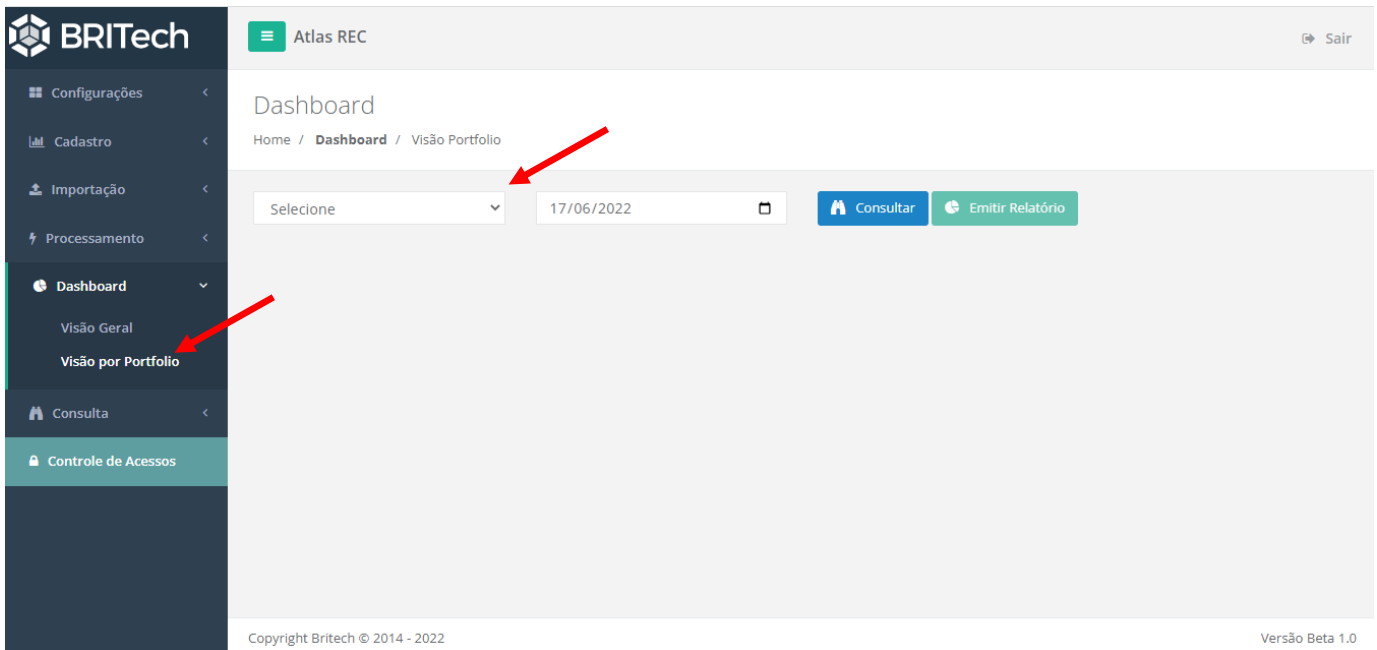 BRITech
Atlas REC
Sair
Configurações
Cadastro
Importação
Processamento
Dashboard
Visão Geral
Visão por Portfolio
Consulta
Controle de Acessos
Dashboard
Home / Dashboard / Visão Portfolio
Selecione
17/06/2022
Consultar
Emitir Relatório
Copyright Britech © 2014 - 2022
Versão Beta 1.0